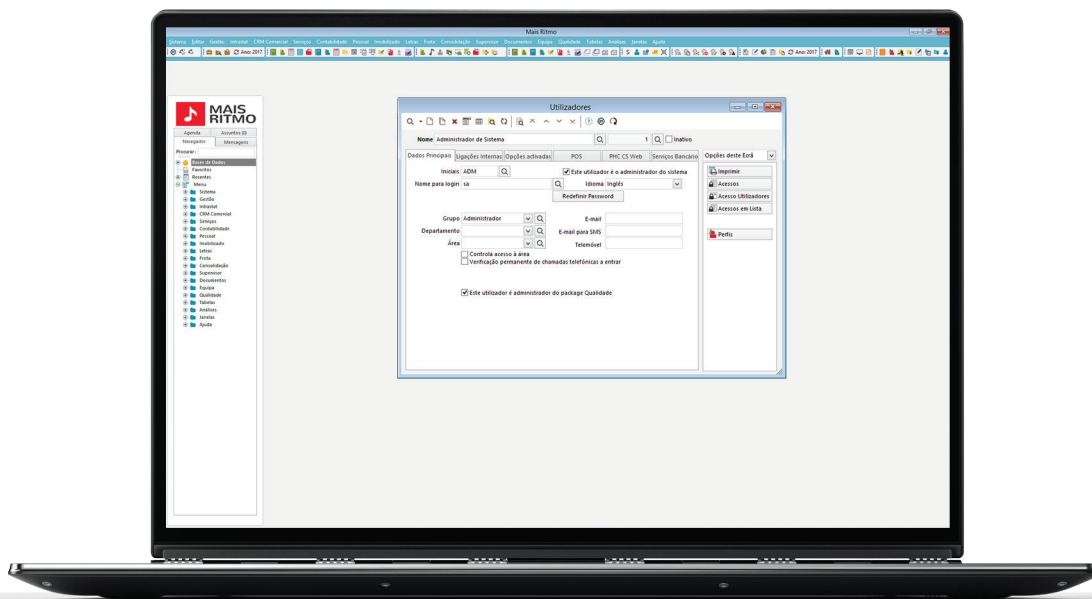 Mais Ritmo
Sistema Editar Gestão Intrastat CRM Comercial Serviços Contabilidade Pessoal Imobilizado Letras Frota Consolidação Supervisor Documentos Equipa Qualidade Tabelas Análises Janelas Ajuda
Ano: 2017 Ano: 2017
MAIS
RITMO
Agenda Assuntos (0)
Navegador Mensagens
Procurar:
Bases de Dados
Favoritos
Recentes
Menu
Sistema
Gestão
Intrastat
CRM Comercial
Serviços
Contabilidade
Pessoal
Imobilizado
Letras
Frota
Consolidação
Supervisor
Documentos
Equipa
Qualidade
Tabelas
Análises
Janelas
Ajuda
Utilizadores
Nome Administrador de Sistema 1 Inativo
Dados Principais Ligações Internas Opções activadas POS PHC CS Web Serviços Bancário
Opções deste Ecrã
Iniciais ADM Este utilizador é o administrador do sistema
Nome para login sa Idioma Inglês
Redefinir Password
Grupo Administrador E-mail
Departamento E-mail para SMS
Área Telemóvel
Controla acesso à área
Verificação permanente de chamadas telefónicas a entrar
Este utilizador é administrador do package Qualidade
Imprimir
Acessos
Acesso Utilizadores
Acessos em Lista
Perfis